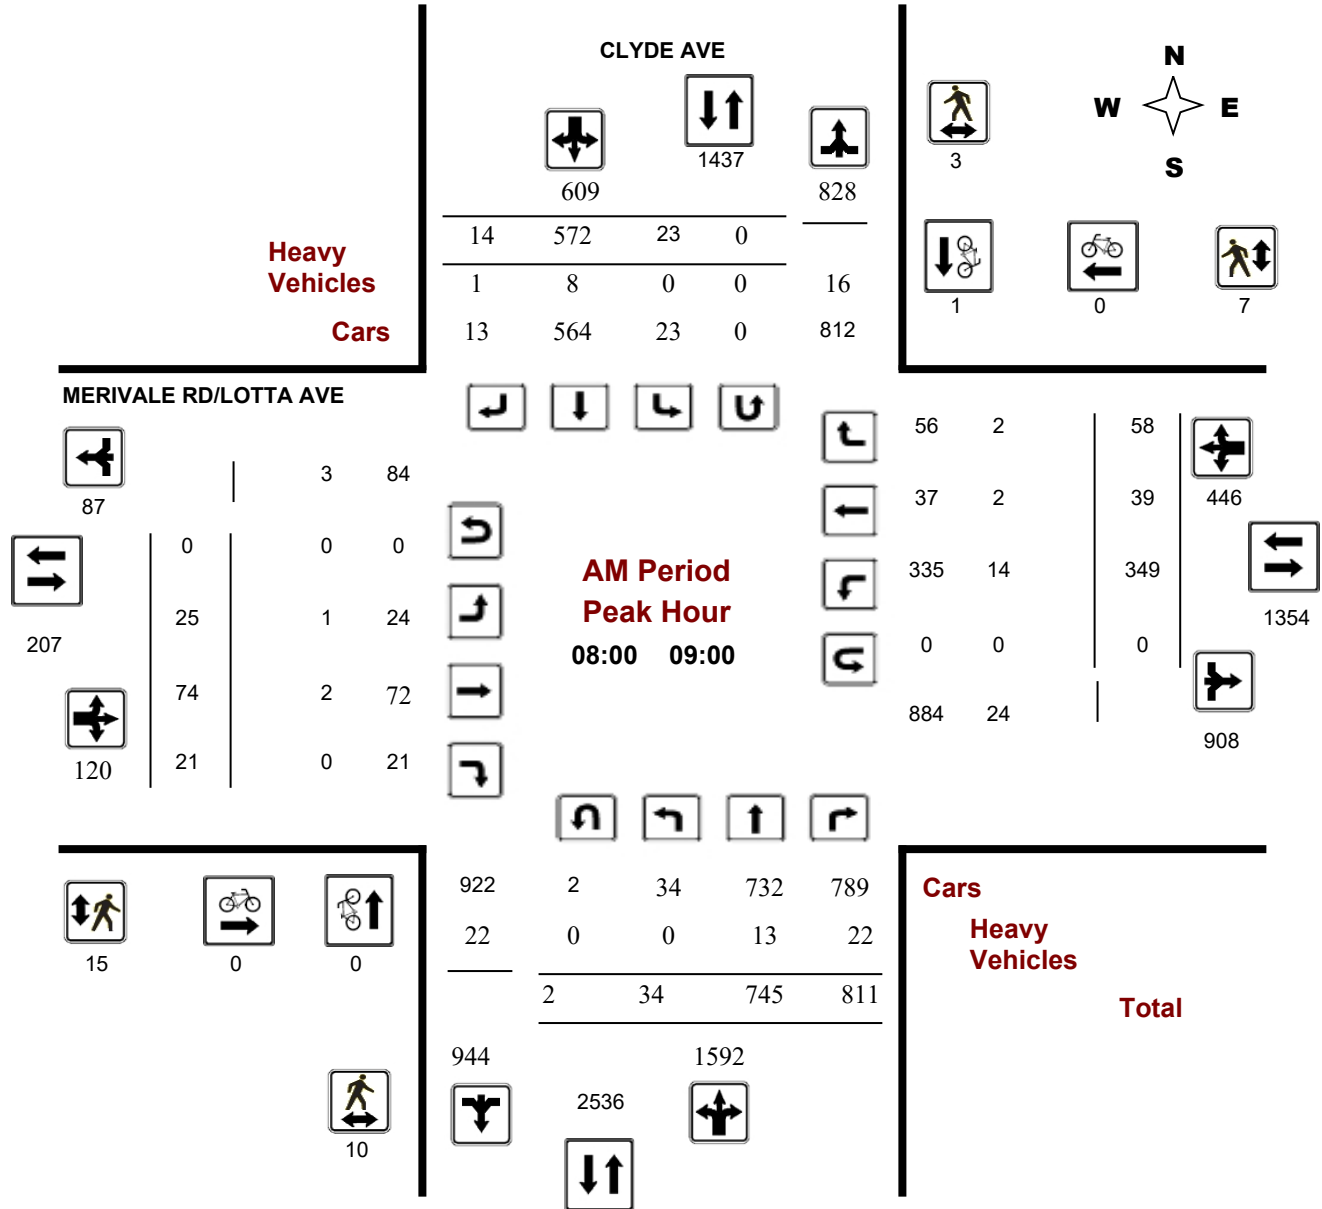 CLYDE AVE
N
W E
S
1437
3
609
828
14 572 23 0
Heavy
Vehicles
1 8 0 0 16
1 0 7
Cars
13 564 23 0 812
MERIVALE RD/LOTTA AVE
56 2 58
3 84
87
37 2 39 446
0 0 0
AM Period
Peak Hour
335 14 349
25 1 24
1354
207
08:00 09:00
0 0 0
74 2 72
884 24
908
120
21 0 21
922 2 34 732 789
Cars
22 0 0 13 22
Heavy
Vehicles
15 0 0
2 34 745 811
Total
944 1592
2536
10